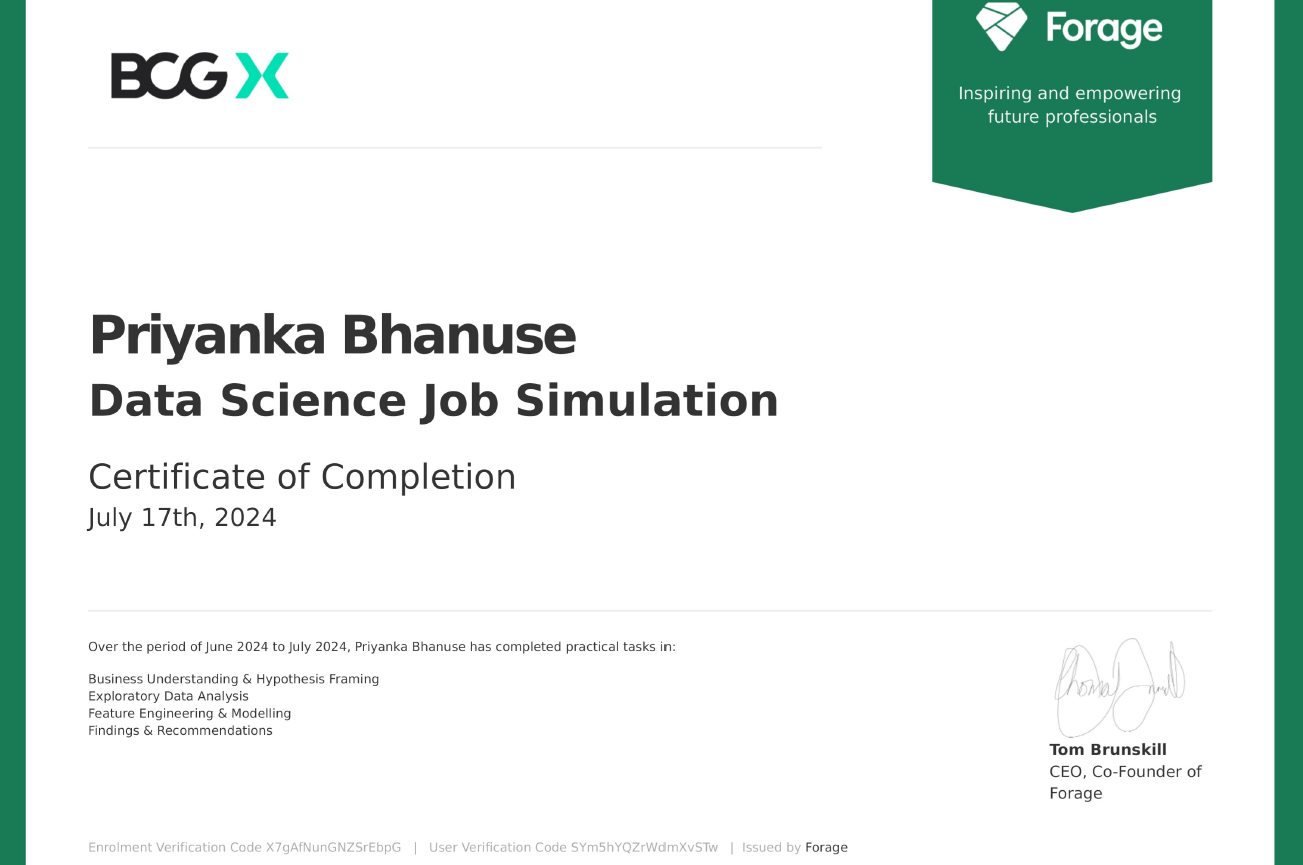 BCG X
Forage
Inspiring and empowering
future professionals
Priyanka Bhanuse
Data Science Job Simulation
Certificate of Completion
July 17th, 2024
Over the period of June 2024 to July 2024, Priyanka Bhanuse has completed practical tasks in:
Business Understanding & Hypothesis Framing
Exploratory Data Analysis
Feature Engineering & Modelling
Findings & Recommendations
Tom Brunskill
CEO, Co-Founder of
Forage
Enrolment Verification Code X7gAfNunGNZSrEbpG | User Verification Code SYm5hYQZrWdmXvSTw | Issued by Forage